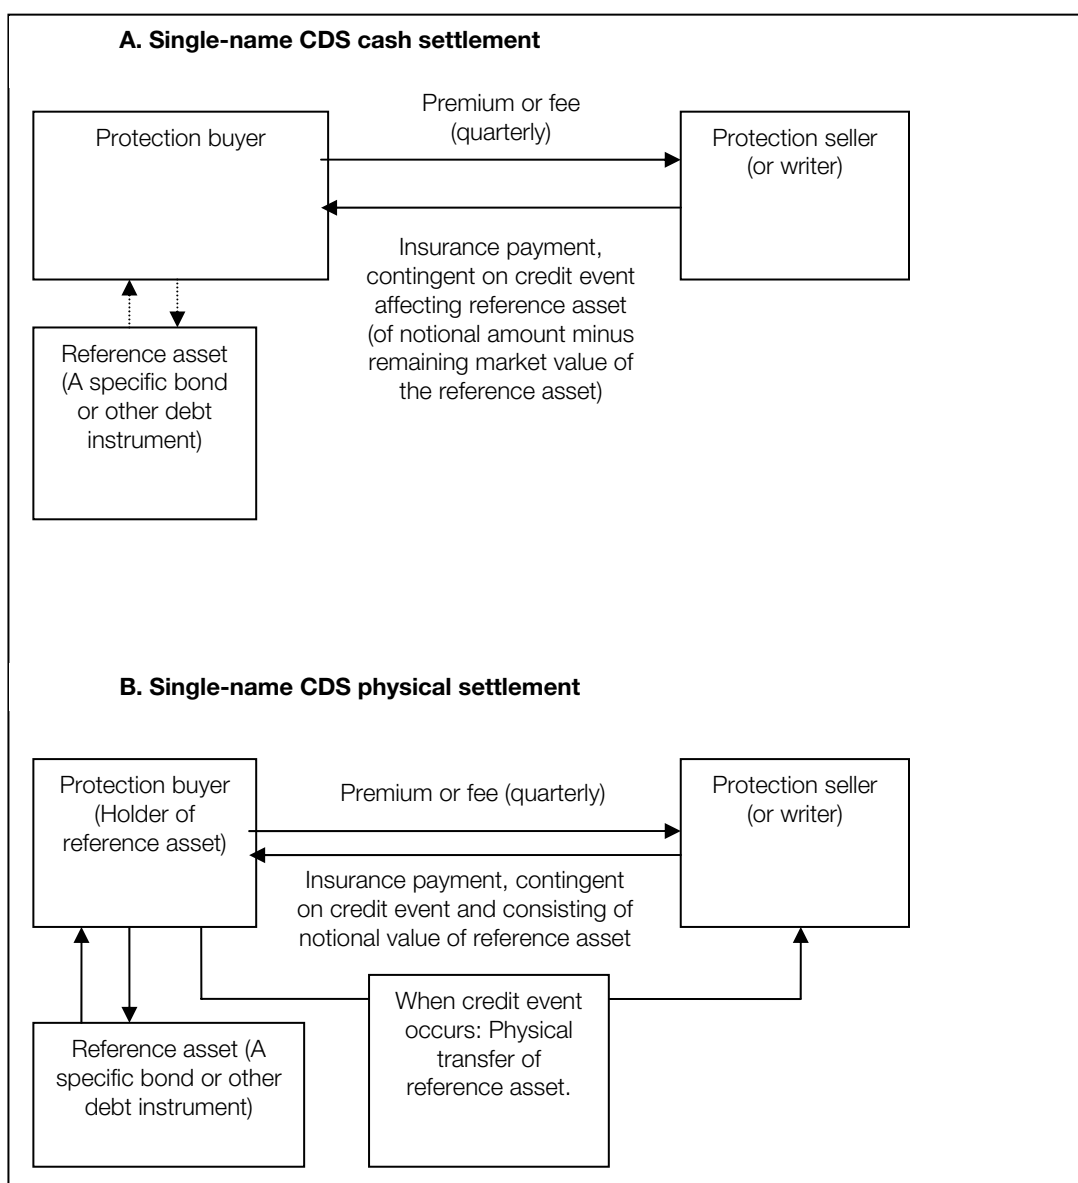 A. Single-name CDS cash settlement
Protection buyer
Premium or fee
(quarterly)
Protection seller
(or writer)
Insurance payment,
contingent on credit event
affecting reference asset
(of notional amount minus
remaining market value of
the reference asset)
Reference asset
(A specific bond
or other debt
instrument)
B. Single-name CDS physical settlement
Protection buyer
(Holder of
reference asset)
Premium or fee (quarterly)
Protection seller
(or writer)
Insurance payment, contingent
on credit event and consisting of
notional value of reference asset
When credit event
occurs: Physical
transfer of
reference asset.
Reference asset (A
specific bond or other
debt instrument)